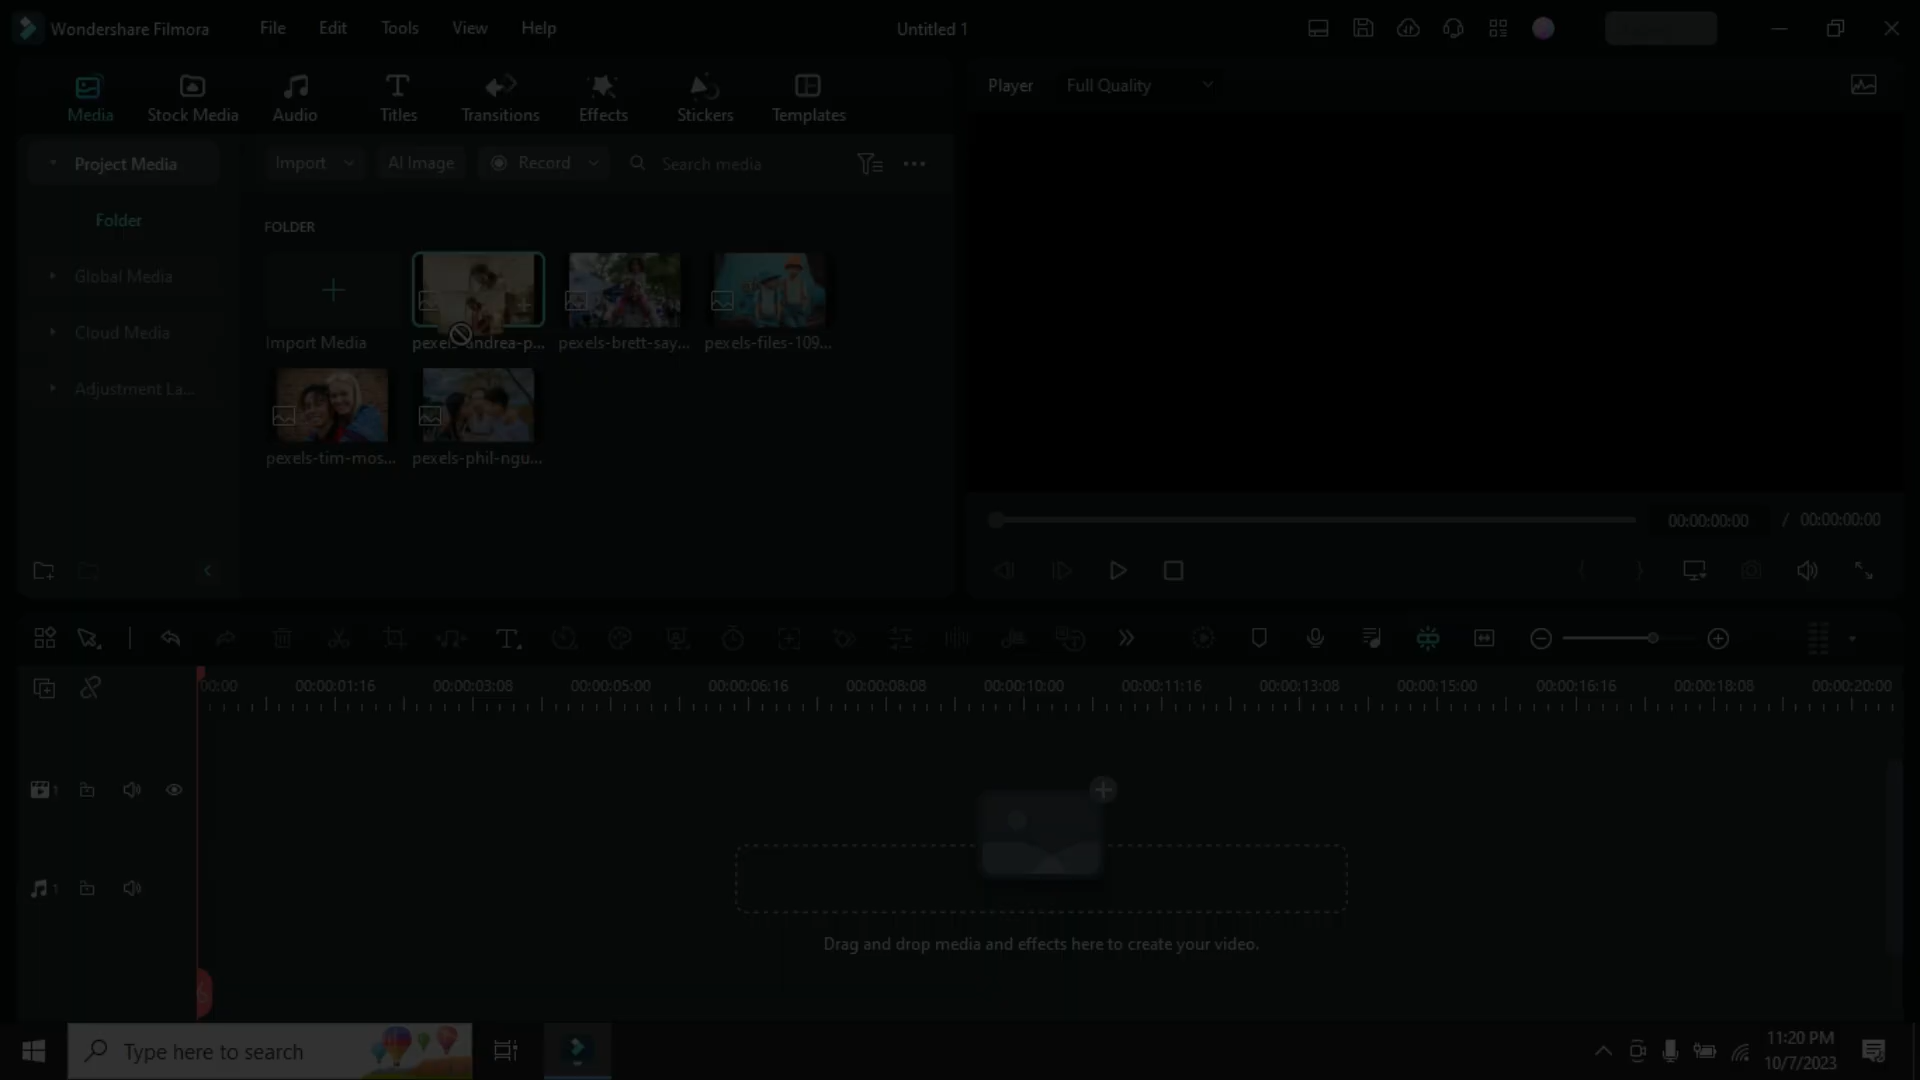 Wondershare Filmora
File Edit Tools View Help
Untitled 1
Media Stock Media Audio Titles Transitions Effects Stickers Templates
Player Full Quality
Project Media
Folder
Global Media
Cloud Media
Adjustment La...
Import AI Image Record Search media
FOLDER
Import Media pexels-andrea-p... pexels-brett-say... pexels-files-109...
pexels-tim-mos... pexels-phil-ngu...
00:00:00:00 / 00:00:00:00
00:00 00:00:01:16 00:00:03:08 00:00:05:00 00:00:06:16 00:00:08:08 00:00:10:00 00:00:11:16 00:00:13:08 00:00:15:00 00:00:16:16 00:00:18:08 00:00:20:00
1
1
Drag and drop media and effects here to create your video.
Type here to search
11:20 PM
10/7/2023